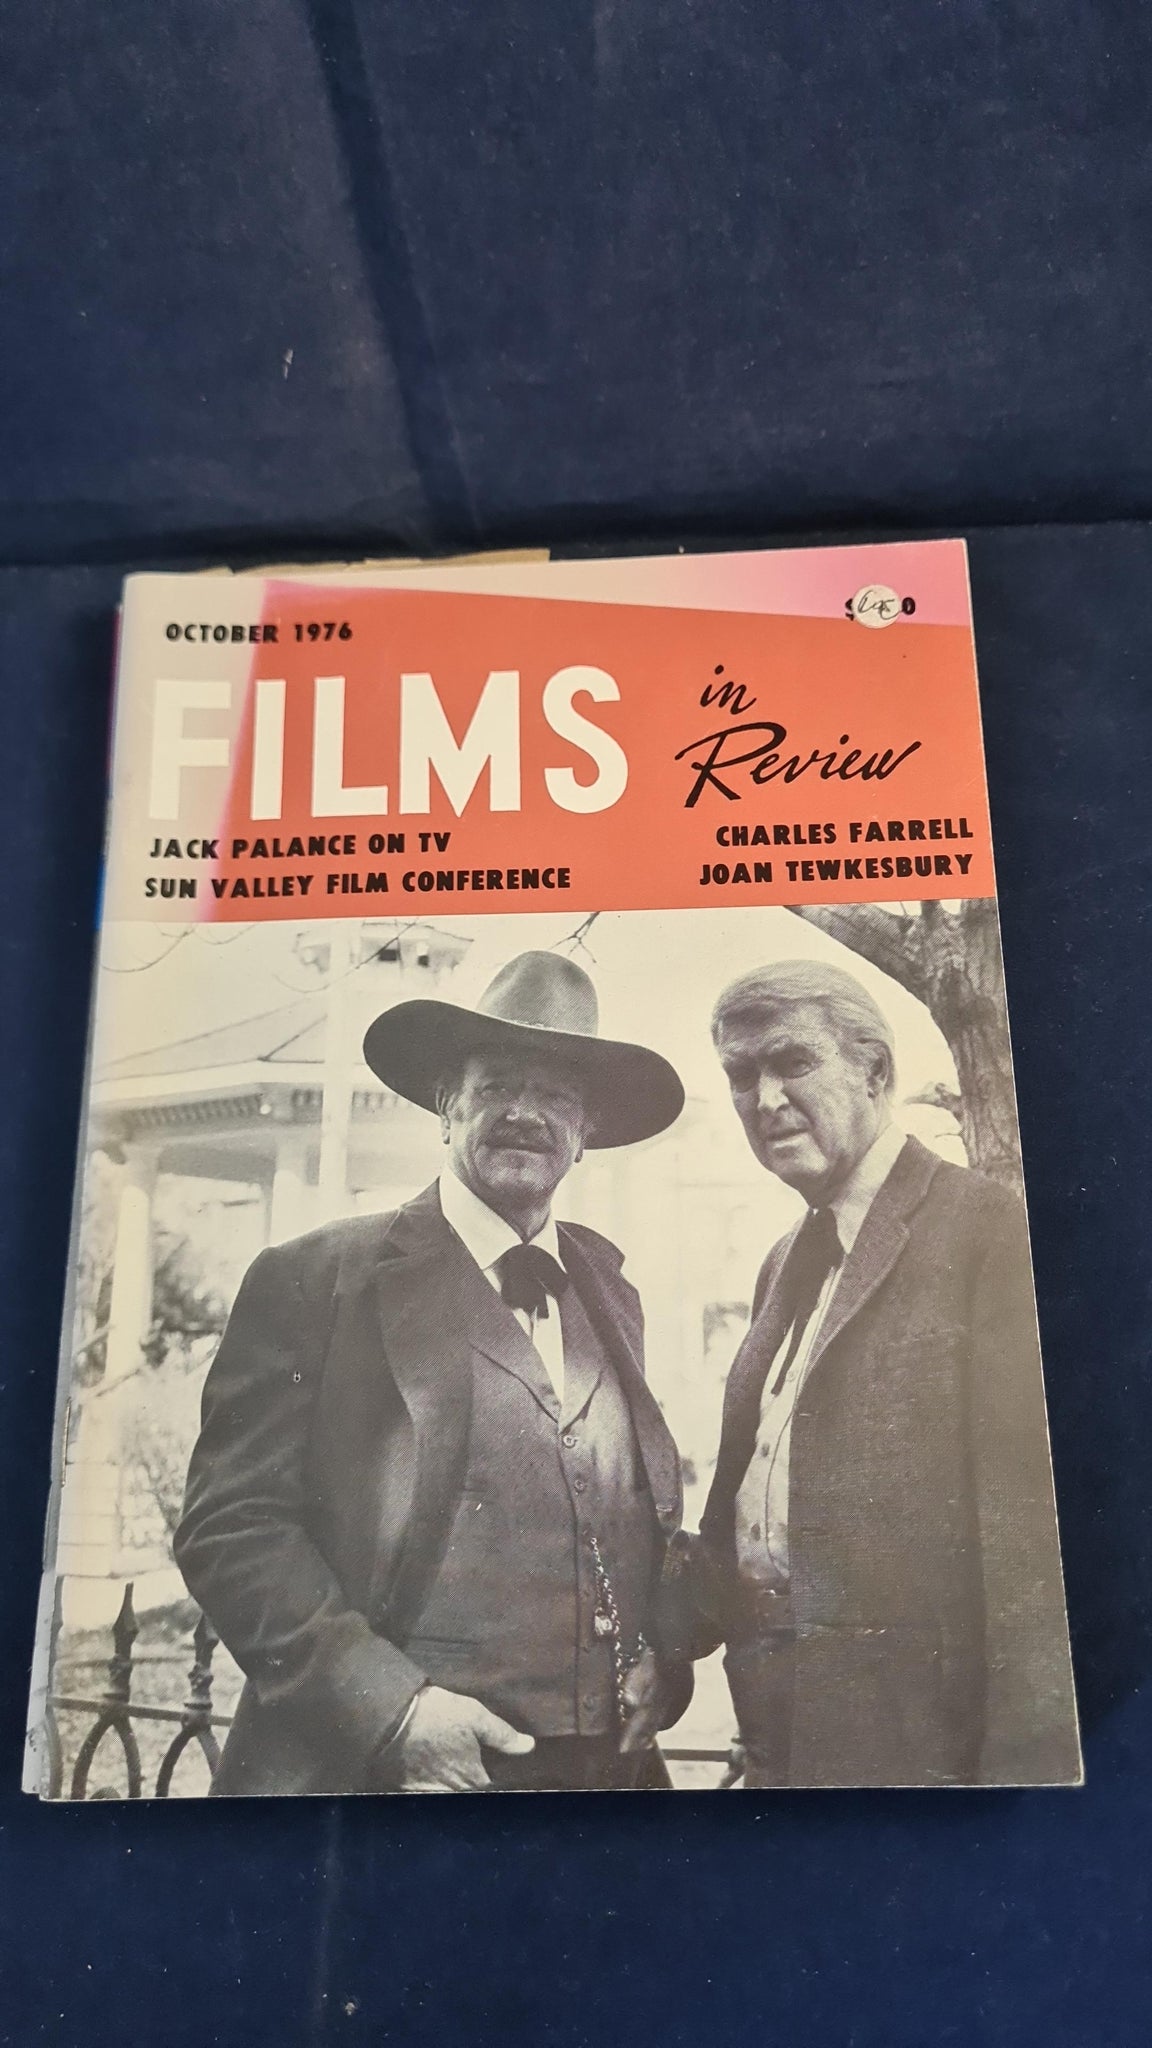 OCTOBER 1976
FILMS in Review
JACK PALANCE ON TV
SUN VALLEY FILM CONFERENCE
CHARLES FARRELL
JOAN TEWKESBURY